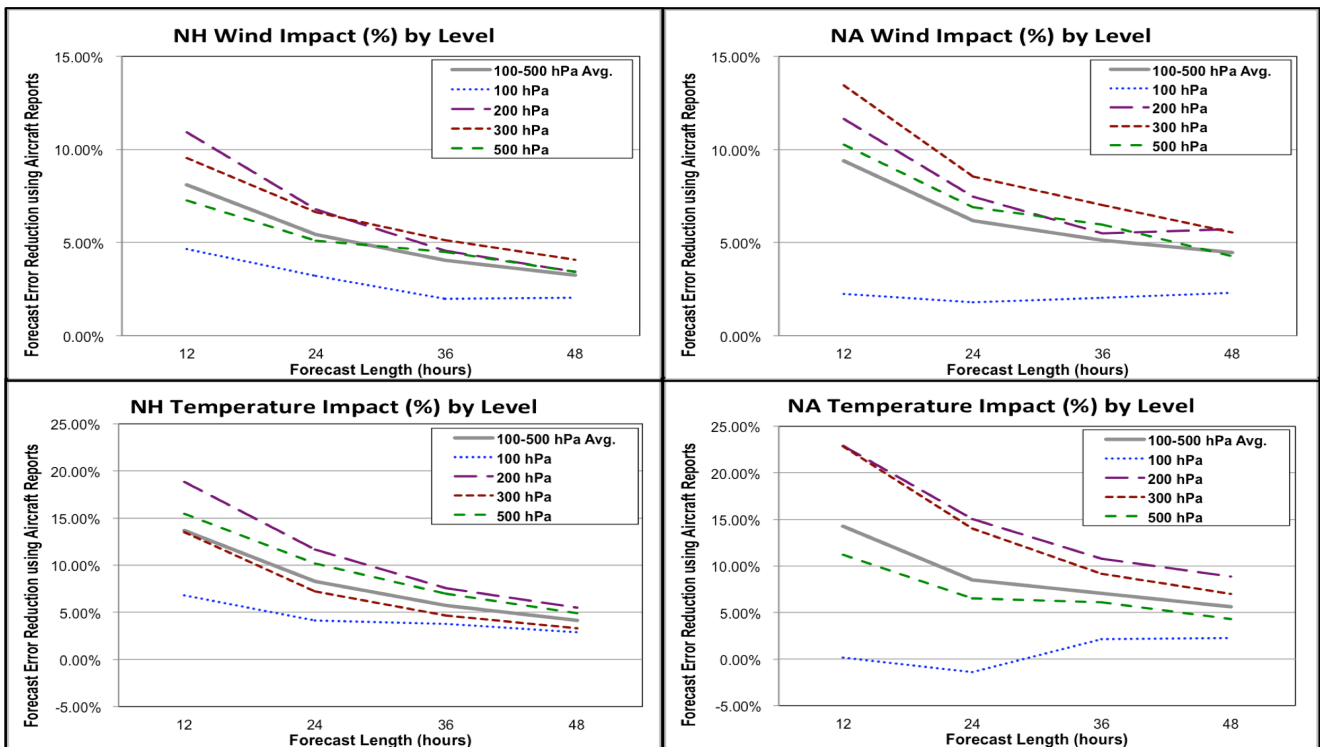 NH Wind Impact (%) by Level
Forecast Error Reduction using Aircraft Reports
15.00%
10.00%
5.00%
0.00%
100-500 hPa Avg.
100 hPa
200 hPa
300 hPa
500 hPa
12 24 36 48
Forecast Length (hours)
NA Wind Impact (%) by Level
Forecast Error Reduction using Aircraft Reports
15.00%
10.00%
5.00%
0.00%
100-500 hPa Avg.
100 hPa
200 hPa
300 hPa
500 hPa
12 24 36 48
Forecast Length (hours)
NH Temperature Impact (%) by Level
Forecast Error Reduction using Aircraft Reports
25.00%
20.00%
15.00%
10.00%
5.00%
0.00%
-5.00%
100-500 hPa Avg.
100 hPa
200 hPa
300 hPa
500 hPa
12 24 36 48
Forecast Length (hours)
NA Temperature Impact (%) by Level
Forecast Error Reduction using Aircraft Reports
25.00%
20.00%
15.00%
10.00%
5.00%
0.00%
-5.00%
100-500 hPa Avg.
100 hPa
200 hPa
300 hPa
500 hPa
12 24 36 48
Forecast Length (hours)